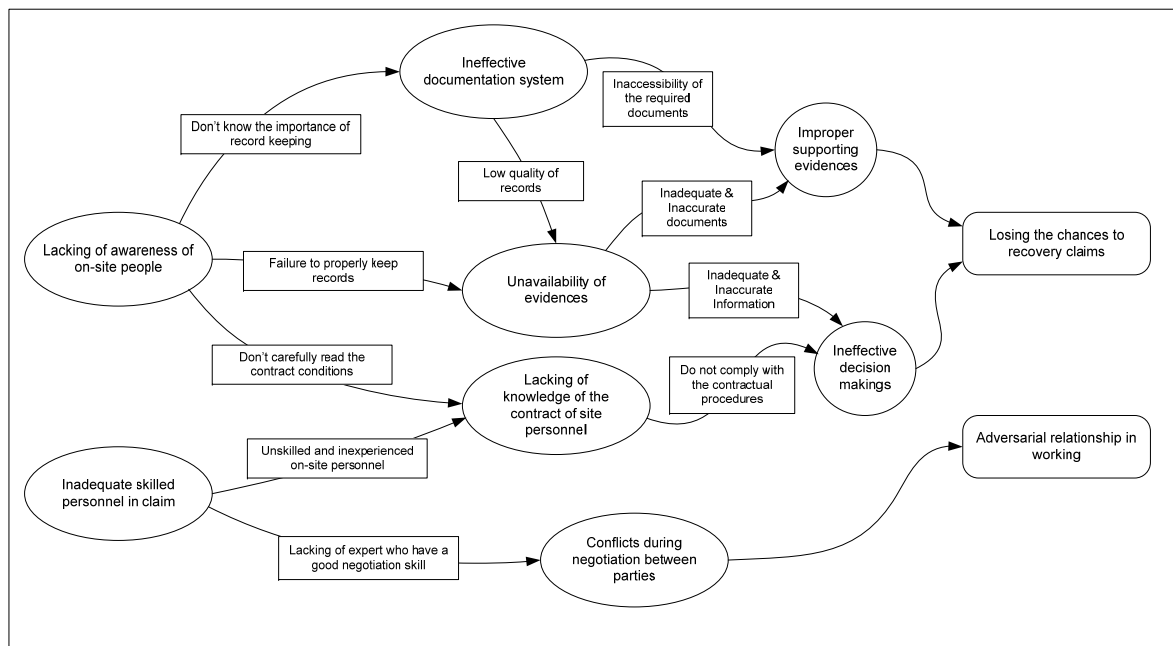 Ineffective
documentation system
Inaccessibility of
the required
documents
Don't know the importance of
record keeping
Improper
supporting
evidences
Low quality of
records
Inadequate &
Inaccurate
documents
Lacking of awareness of
on-site people
Losing the chances to
recovery claims
Failure to properly keep
records
Unavailability of
evidences
Inadequate &
Inaccurate
Information
Don't carefully read the
contract conditions
Ineffective
decision
makings
Lacking of
knowledge of the
contract of site
personnel
Do not comply with
the contractual
procedures
Unskilled and inexperienced
on-site personnel
Adversarial relationship in
working
Inadequate skilled
personnel in claim
Lacking of expert who have a
good negotiation skill
Conflicts during
negotiation between
parties